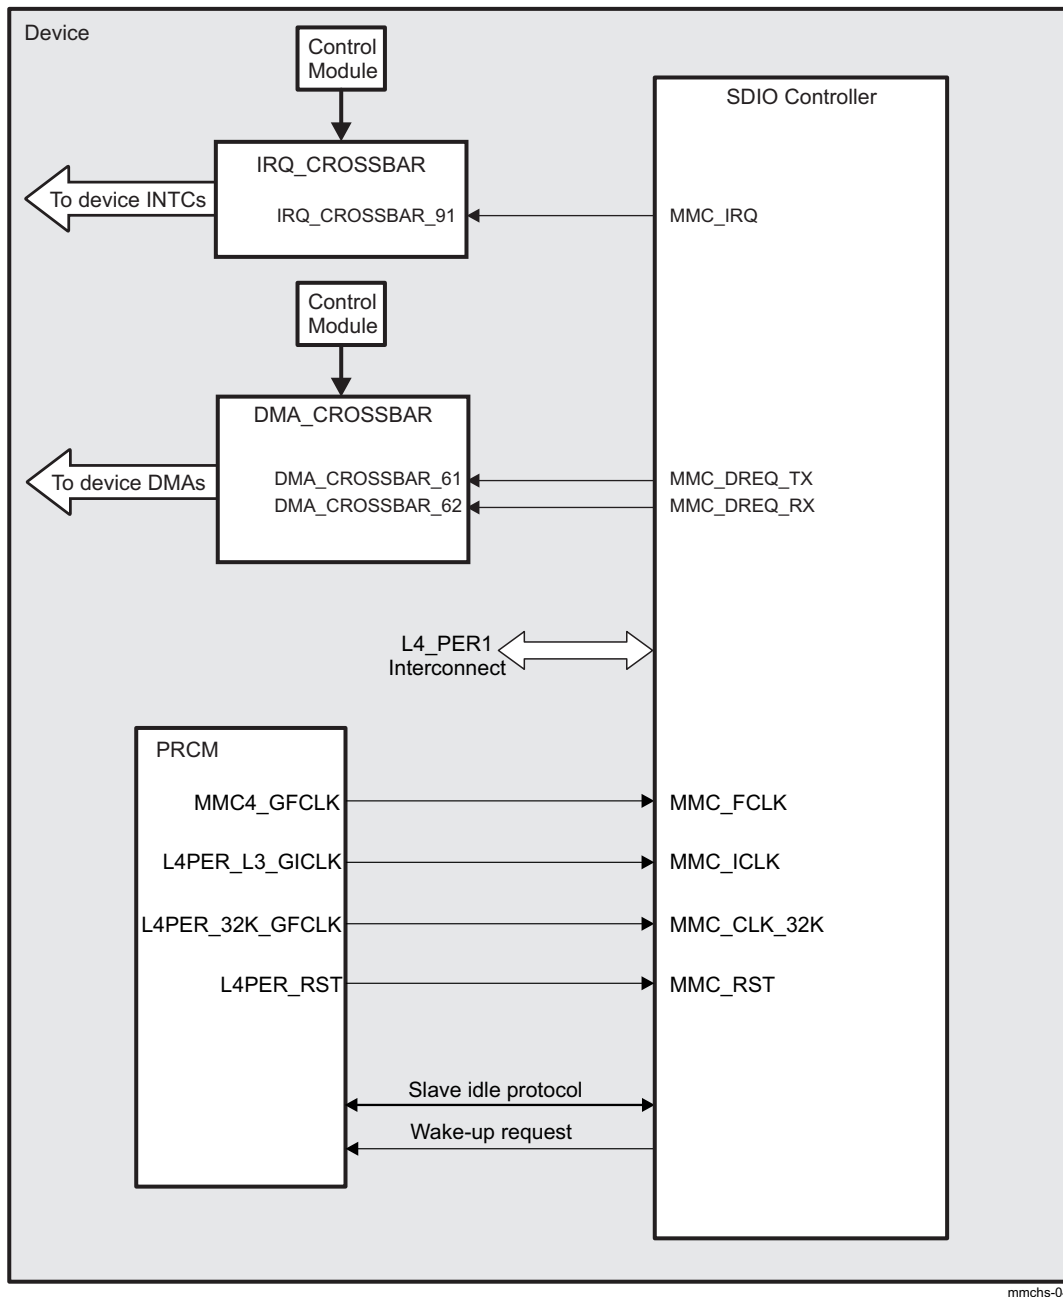 Device
Control
Module
SDIO Controller
IRQ_CROSSBAR
To device INTCs
IRQ_CROSSBAR_91
MMC_IRQ
Control
Module
DMA_CROSSBAR
To device DMAs
DMA_CROSSBAR_61
MMC_DREQ_TX
DMA_CROSSBAR_62
MMC_DREQ_RX
L4_PER1
Interconnect
PRCM
MMC4_GFCLK
MMC_FCLK
L4PER_L3_GICLK
MMC_ICLK
L4PER_32K_GFCLK
MMC_CLK_32K
L4PER_RST
MMC_RST
Slave idle protocol
Wake-up request